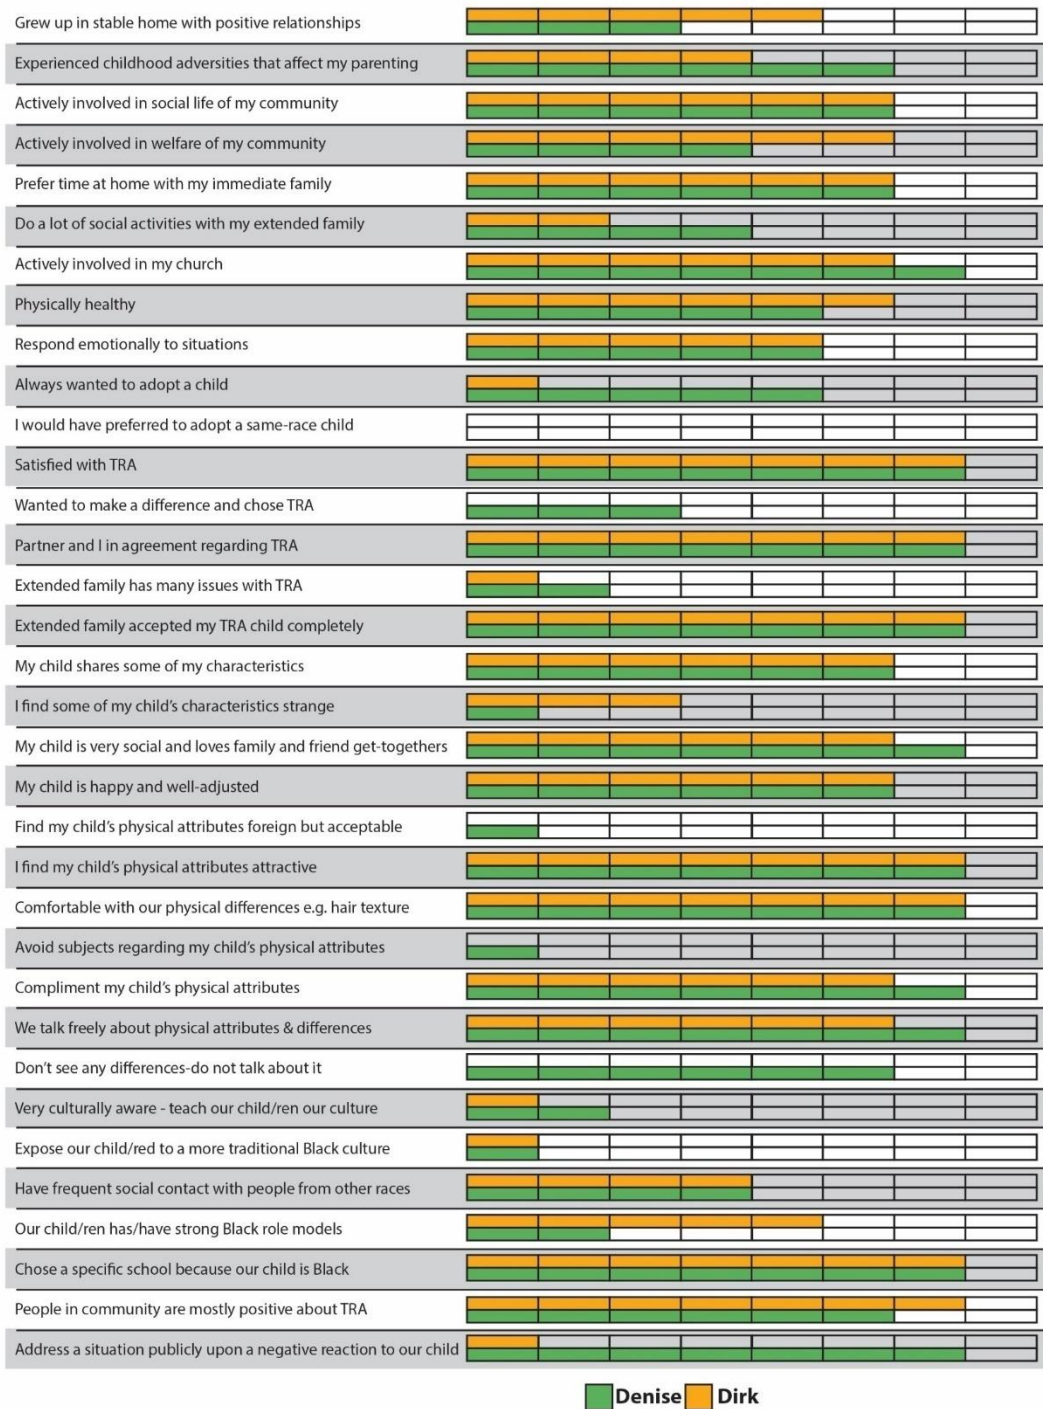 Grew up in stable home with positive relationships
Experienced childhood adversities that affect my parenting
Actively involved in social life of my community
Actively involved in welfare of my community
Prefer time at home with my immediate family
Do a lot of social activities with my extended family
Actively involved in my church
Physically healthy
Respond emotionally to situations
Always wanted to adopt a child
I would have preferred to adopt a same-race child
Satisfied with TRA
Wanted to make a difference and chose TRA
Partner and I in agreement regarding TRA
Extended family has many issues with TRA
Extended family accepted my TRA child completely
My child shares some of my characteristics
I find some of my child's characteristics strange
My child is very social and loves family and friend get-togethers
My child is happy and well-adjusted
Find my child's physical attributes foreign but acceptable
I find my child's physical attributes attractive
Comfortable with our physical differences e.g. hair texture
Avoid subjects regarding my child's physical attributes
Compliment my child's physical attributes
We talk freely about physical attributes & differences
Don't see any differences-do not talk about it
Very culturally aware - teach our child/ren our culture
Expose our child/red to a more traditional Black culture
Have frequent social contact with people from other races
Our child/ren has/have strong Black role models
Chose a specific school because our child is Black
People in community are mostly positive about TRA
Address a situation publicly upon a negative reaction to our child
Denise Dirk